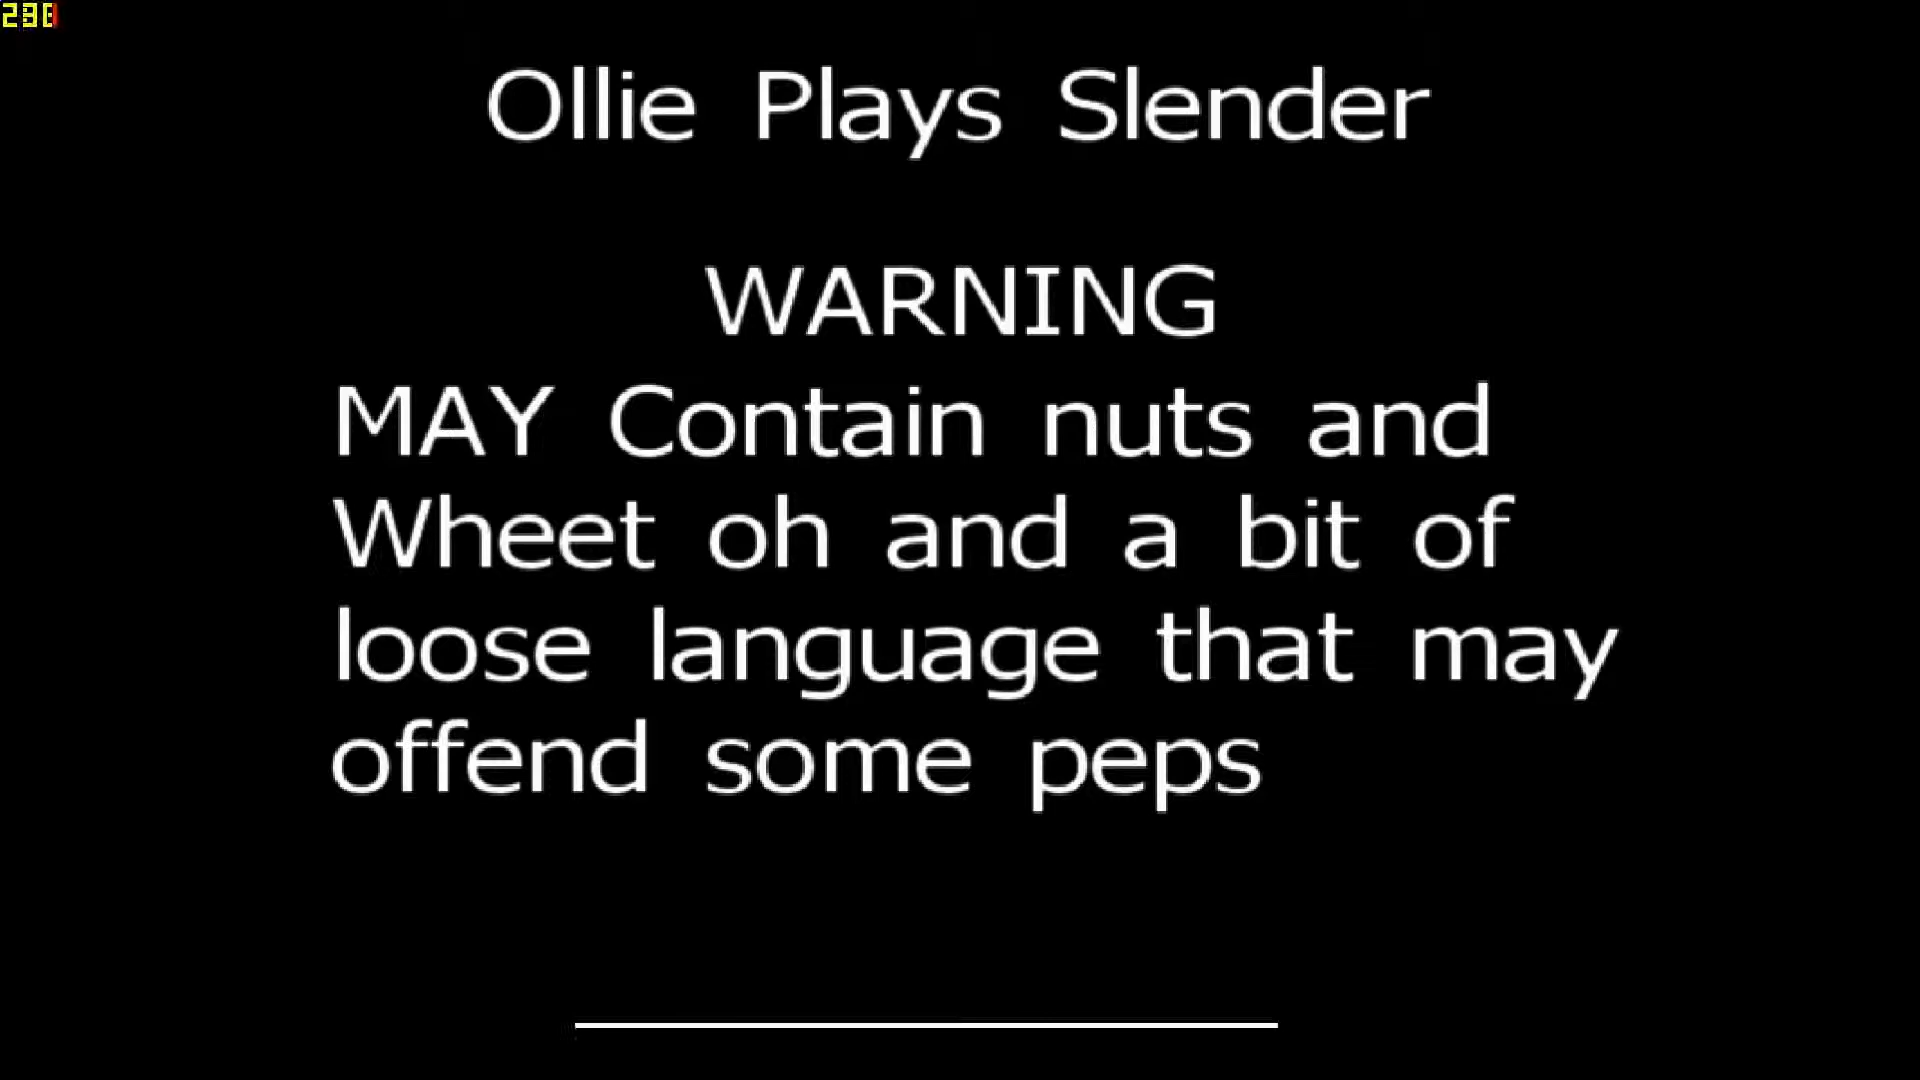 Ollie Plays Slender
WARNING
MAY Contain nuts and
Wheet oh and a bit of
loose language that may
offend some peps